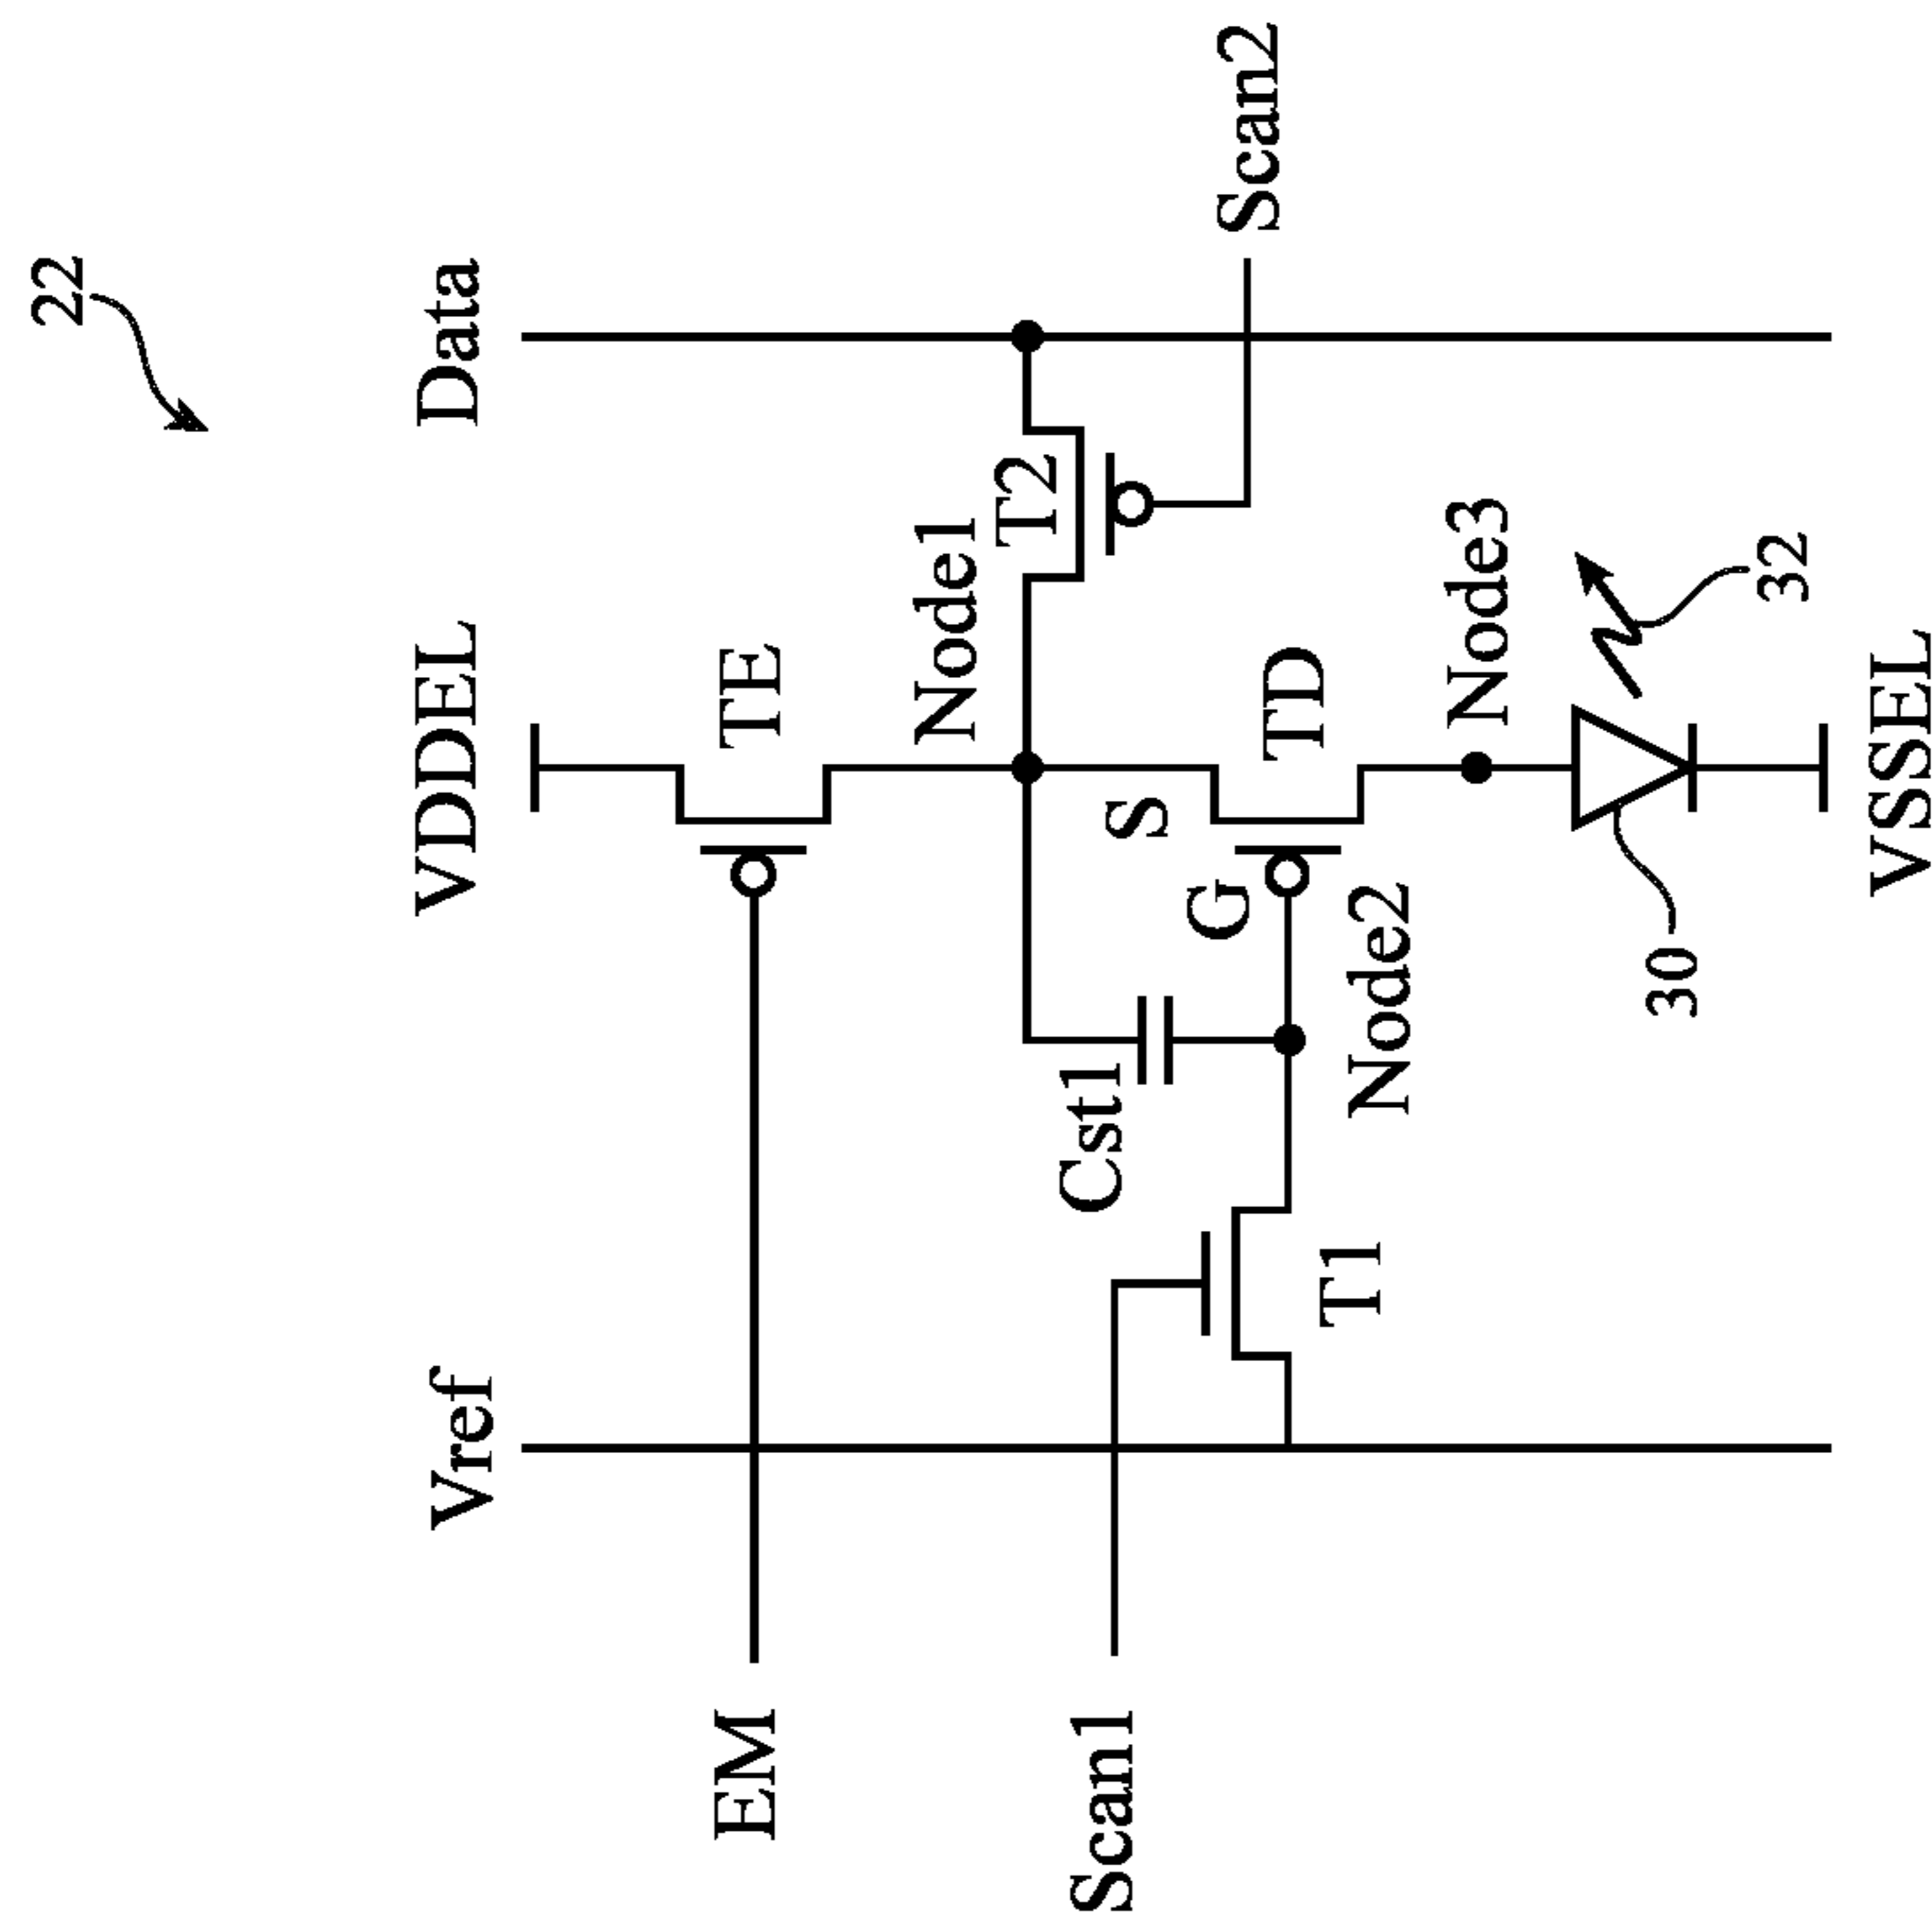 22
Vref
VDDEL
Data
EM
TE
Node1
T2
Scan2
Scan1
Cst1
S
G
TD
T1
Node2
Node3
30
32
VSSEL